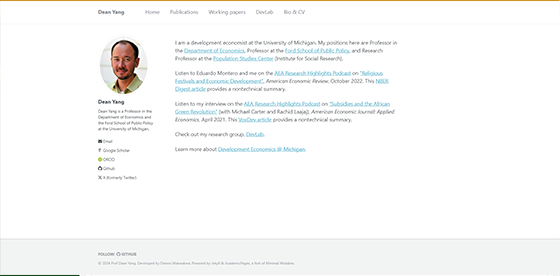 Dean Yang Home Publications Working papers DevLab Bio & CV
I am a development economist at the University of Michigan. My positions here are Professor in
the Department of Economics, Professor at the Ford School of Public Policy, and Research
Professor at the Population Studies Center (Institute for Social Research).
Listen to Eduardo Montero and me on the AEA Research Highlights Podcast on "Religious
Festivals and Economic Development", American Economic Review, October 2022. This NBER
Digest article provides a nontechnical summary.
Listen to my interview on the AEA Research Highlights Podcast on "Subsidies and the African
Green Revolution" (with Michael Carter and Rachid Laajaj), American Economic Journal: Applied
Economics, April 2021. This VoxDev article provides a nontechnical summary.
Check out my research group, DevLab.
Learn more about Development Economics @ Michigan.
Dean Yang
Dean Yang is a Professor in the
Department of Economics and
the Ford School of Public Policy
at the University of Michigan.
Email
Google Scholar
ORCID
Github
X (formerly Twitter)
FOLLOW: GITHUB
© 2024 Prof Dean Yang. Developed by Dennis Mwesalwa, Powered by Jekyll & AcademicPages, a fork of Minimal Mistakes.